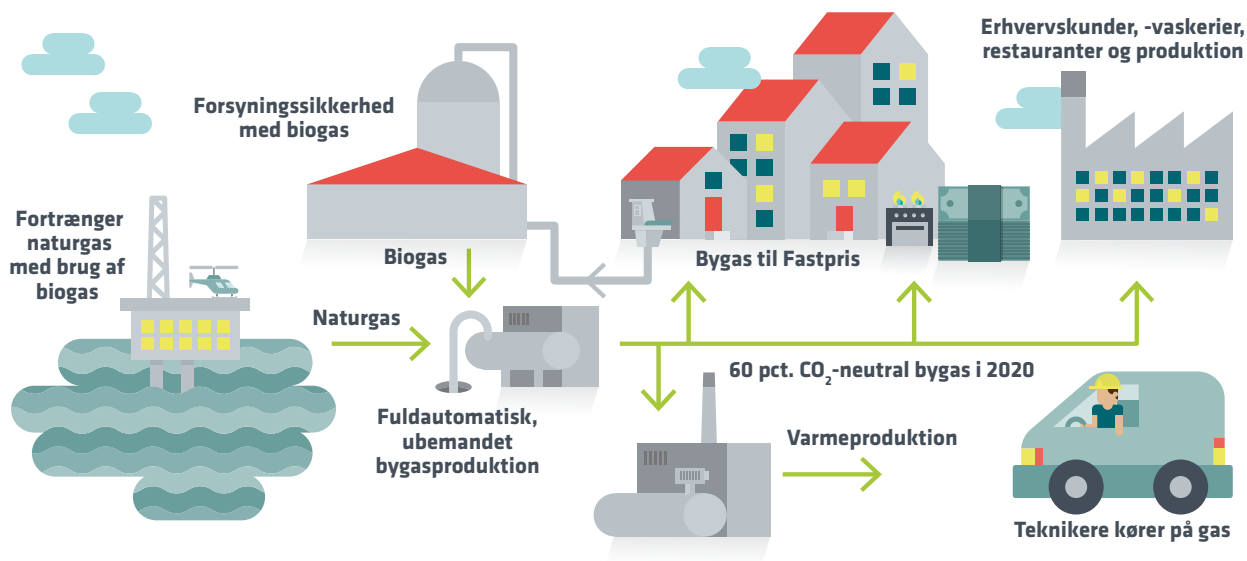 Erhvervskunder, -vaskerier,
restauranter og produktion
Forsyningssikkerhed
med biogas
Fortrænger
naturgas
med brug af
biogas
Biogas
Bygas til Fastpris
Naturgas
60 pct. CO₂-neutral bygas i 2020
Fuldautomatisk,
ubemandet
bygasproduktion
Varmeproduktion
Teknikere kører på gas